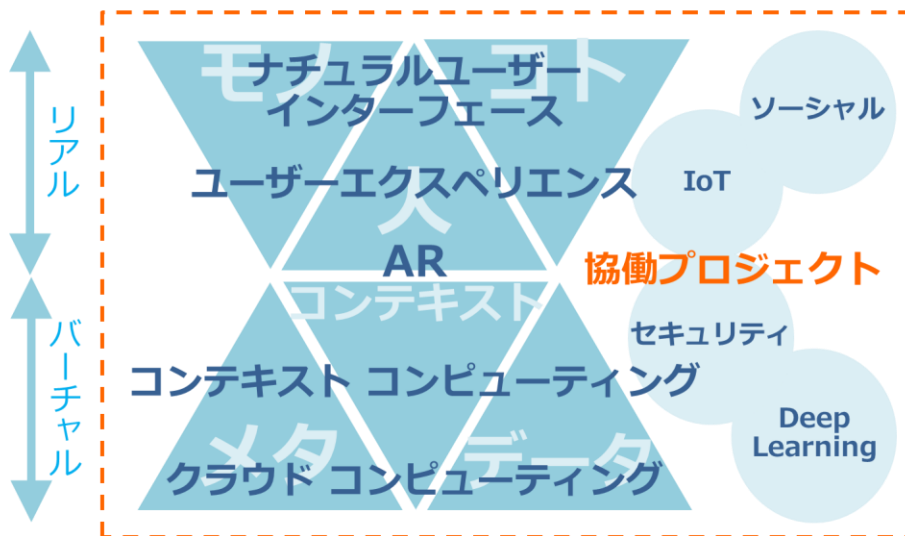 リアル
バーチャル
モノ
コト
ナチュラルユーザー
インターフェース
ユーザーエクスペリエンス
人
AR
コンテキスト
コンテキスト コンピューティング
メタ
データ
クラウド コンピューティング
ソーシャル
IoT
協働プロジェクト
セキュリティ
Deep
Learning